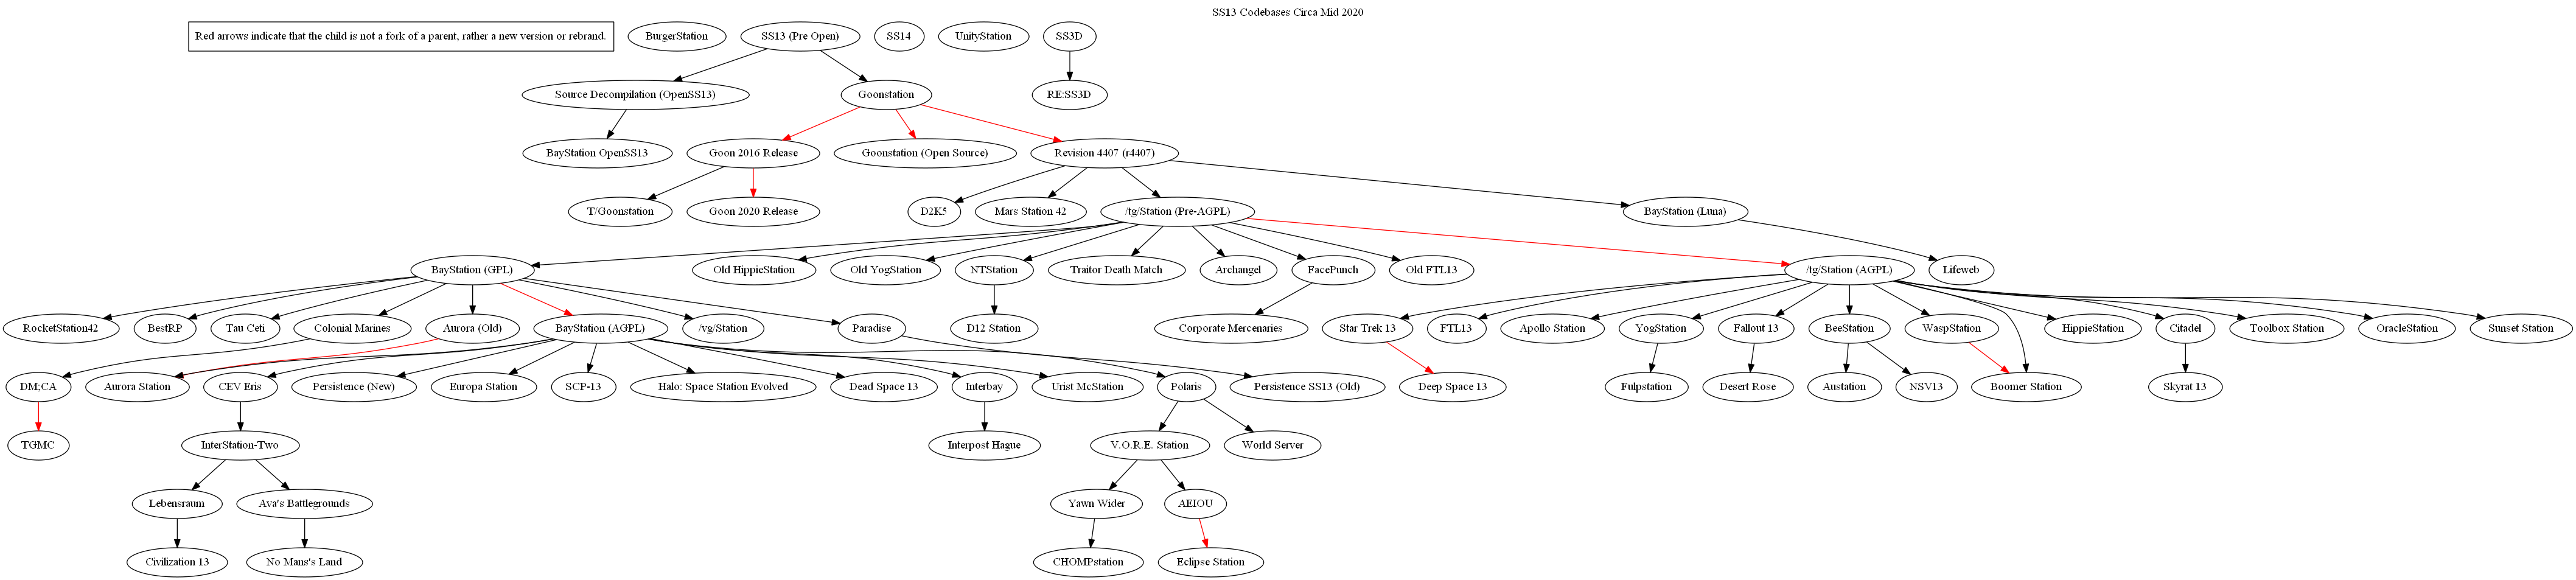 SS13 Codebases Circa Mid 2020
Red arrows indicate that the child is not a fork of a parent, rather a new version or rebrand.
BurgerStation
SS13 (Pre Open)
SS14
UnityStation
SS3D
Source Decompilation (OpenSS13)
Goonstation
RE:SS3D
BayStation OpenSS13
Goon 2016 Release
Goonstation (Open Source)
Revision 4407 (r4407)
T/Goonstation
Goon 2020 Release
D2K5
Mars Station 42
/tg/Station (Pre-AGPL)
BayStation (Luna)
BayStation (GPL)
Old HippieStation
Old YogStation
NTStation
Traitor Death Match
Archangel
FacePunch
Old FTL13
/tg/Station (AGPL)
Lifeweb
RocketStation42
BestRP
Tau Ceti
Colonial Marines
Aurora (Old)
BayStation (AGPL)
/vg/Station
Paradise
D12 Station
Corporate Mercenaries
Star Trek 13
FTL13
Apollo Station
YogStation
Fallout 13
BeeStation
WaspStation
HippieStation
Citadel
Toolbox Station
OracleStation
Sunset Station
DM;CA
Aurora Station
CEV Eris
Persistence (New)
Europa Station
SCP-13
Halo: Space Station Evolved
Dead Space 13
Interbay
Urist McStation
Polaris
Persistence SS13 (Old)
Deep Space 13
Fulpstation
Desert Rose
Austation
NSV13
Boomer Station
Skyrat 13
TGMC
InterStation-Two
Interpost Hague
V.O.R.E. Station
World Server
Lebensraum
Ava's Battlegrounds
Yawn Wider
AEIOU
Civilization 13
No Mans's Land
CHOMPstation
Eclipse Station